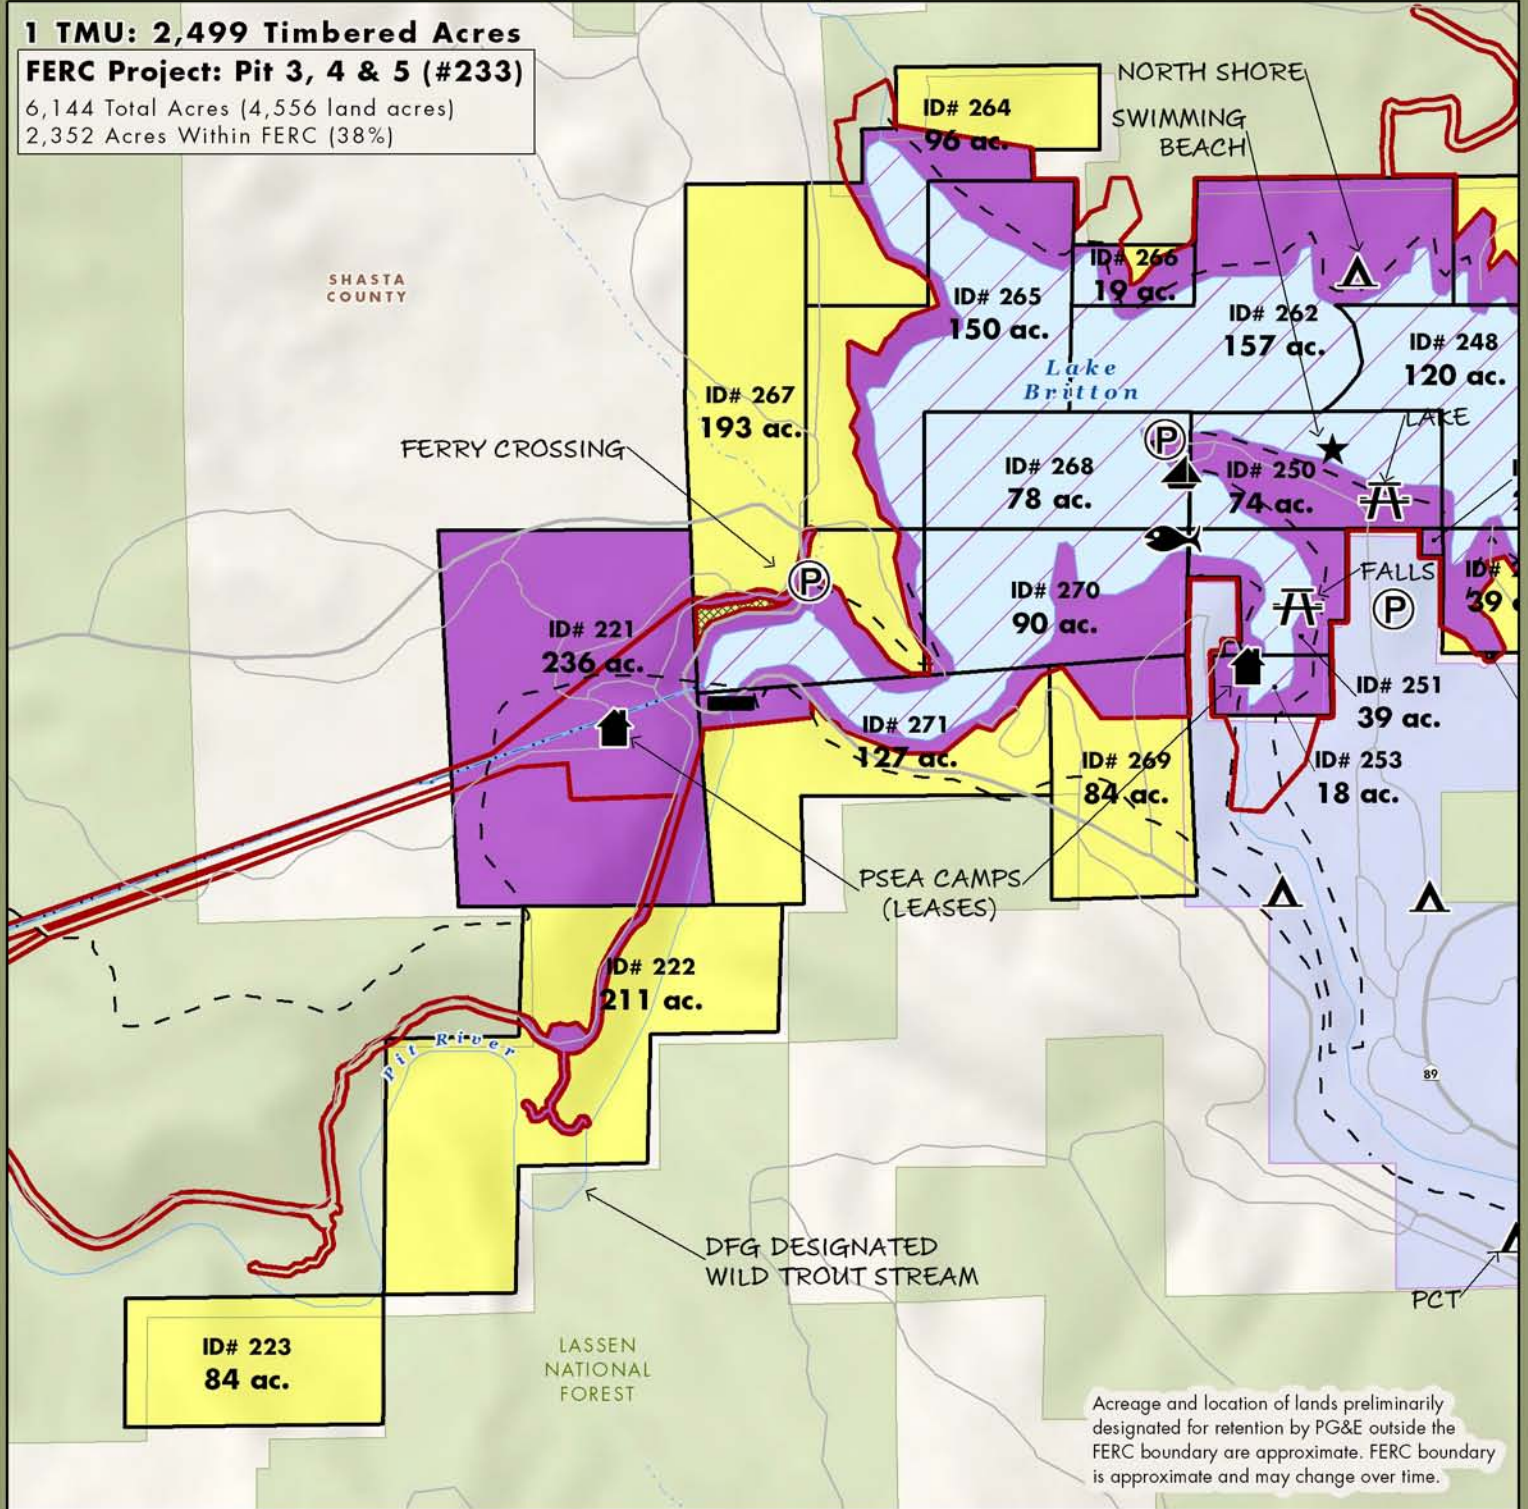 1 TMU: 2,499 Timbered Acres
FERC Project: Pit 3, 4 & 5 (#233)
6,144 Total Acres (4,556 land acres)
2,352 Acres Within FERC (38%)
NORTH SHORE
SWIMMING
BEACH
ID# 264
96 ac.
SHASTA
COUNTY
ID# 266
19 ac.
ID# 265
150 ac.
ID# 262
157 ac.
ID# 248
120 ac.
Lake
Britton
ID# 267
193 ac.
LAKE
FERRY CROSSING
P
ID# 268
78 ac.
ID# 250
74 ac.
P
FALLS
ID#
39
P
ID# 270
90 ac.
ID# 221
236 ac.
ID# 251
39 ac.
ID# 271
127 ac.
ID# 269
84 ac.
ID# 253
18 ac.
PSEA CAMPS
(LEASES)
ID# 222
211 ac.
Pit River
89
DFG DESIGNATED
WILD TROUT STREAM
PCT
ID# 223
84 ac.
LASSEN
NATIONAL
FOREST
Acreage and location of lands preliminarily
designated for retention by PG&E outside the
FERC boundary are approximate. FERC boundary
is approximate and may change over time.